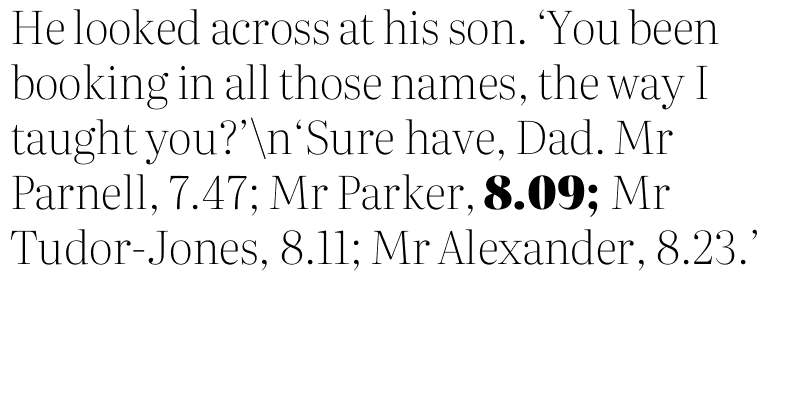 He looked across at his son. ‘You been
booking in all those names, the way I
taught you?’\n‘Sure have, Dad. Mr
Parnell, 7.47; Mr Parker, 8.09; Mr
Tudor-Jones, 8.11; Mr Alexander, 8.23.’